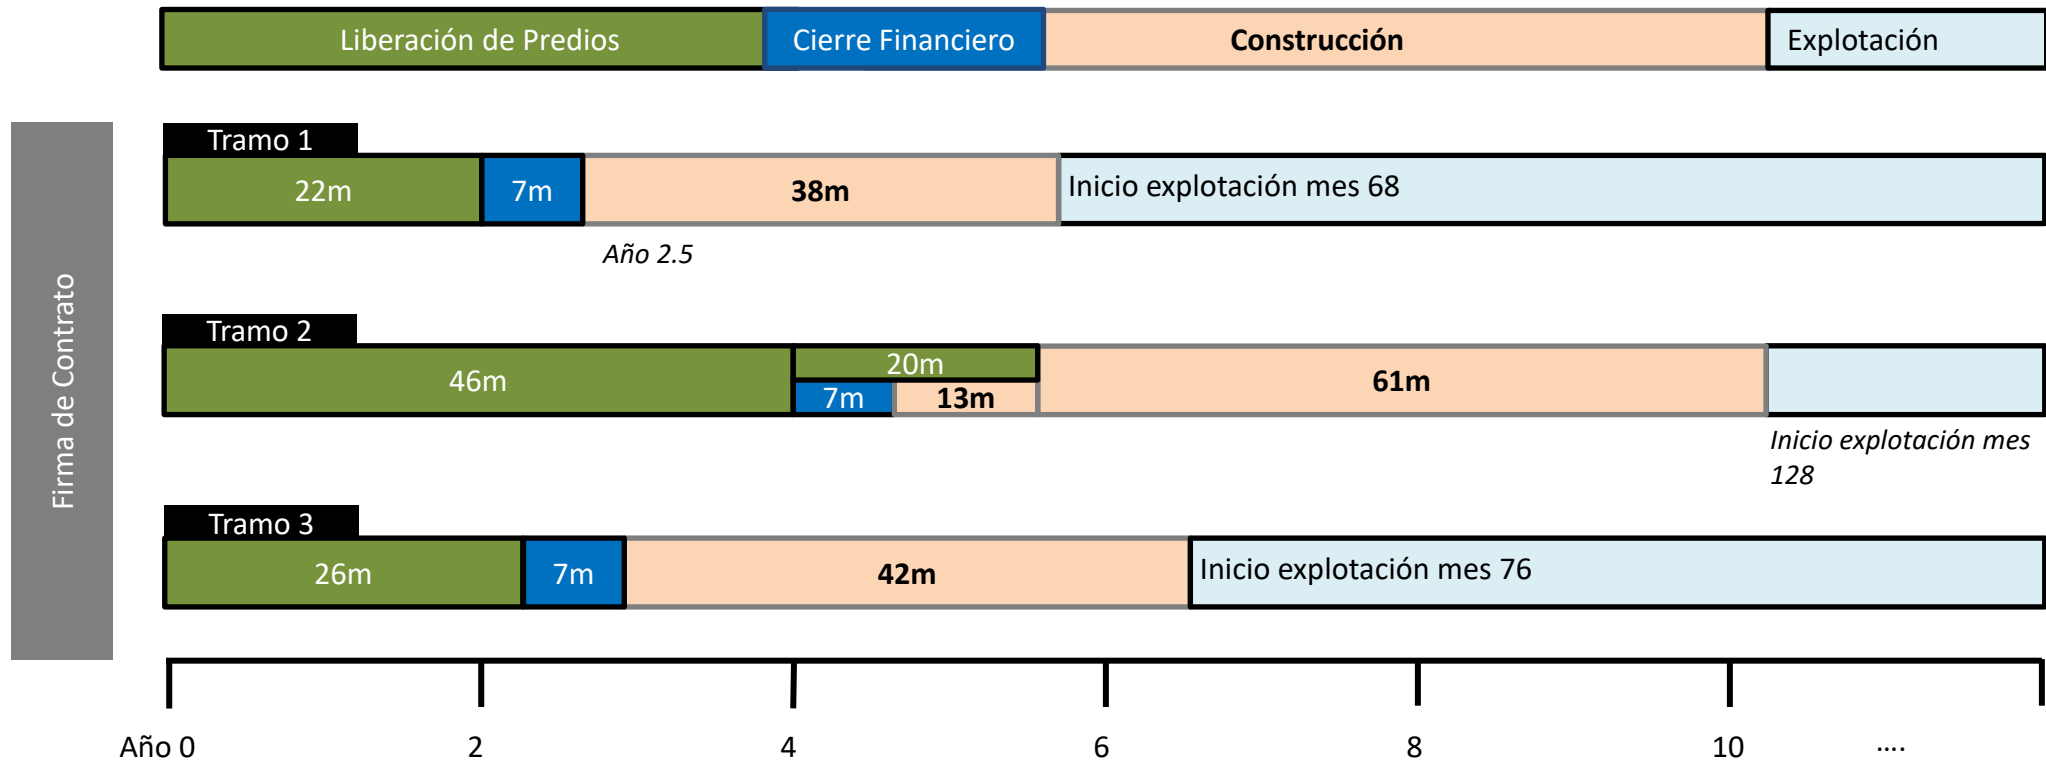 Liberación de Predios
Cierre Financiero
Construcción
Explotación
Firma de Contrato
Tramo 1
22m
7m
38m
Inicio explotación mes 68
Año 2.5
Tramo 2
46m
20m
7m
13m
61m
Inicio explotación mes
128
Tramo 3
26m
7m
42m
Inicio explotación mes 76
Año 0
2
4
6
8
10
....